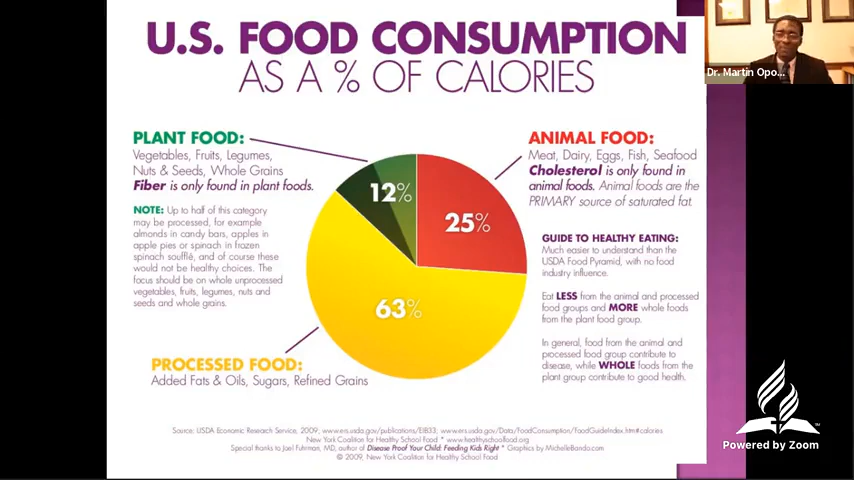 U.S. FOOD CONSUMPTION
AS A % OF CALORIES
Dr. Martin Opo...
PLANT FOOD:
Vegetables, Fruits, Legumes,
Nuts & Seeds, Whole Grains
Fiber is only found in plant foods.
NOTE: Up to half of this category
may be processed, for example
almonds in candy bars, apples in
apple pies or spinach in frozen
spinach soufflé, and of course these
would not be healthy choices. The
focus should be on whole unprocessed
vegetables, fruits, legumes, nuts and
seeds and whole grains.
12%
25%
63%
ANIMAL FOOD:
Meat, Dairy, Eggs, Fish, Seafood
Cholesterol is only found in
animal foods. Animal foods are the
PRIMARY source of saturated fat.
GUIDE TO HEALTHY EATING:
Much easier to understand than the
USDA Food Pyramid, with no food
industry influence.
Eat LESS from the animal and processed
food groups and MORE whole foods
from the plant food group.
In general, food from the animal and
processed food group contribute to
disease, while WHOLE foods from the
plant group contribute to good health.
PROCESSED FOOD:
Added Fats & Oils, Sugars, Refined Grains
Source: USDA Economic Research Service, 2009; www.ers.usda.gov/publications/EIB33; www.ers.usda.gov/Data/FoodConsumption/FoodGuideIndex.htm#calories
New York Coalition for Healthy School Food * www.healthyschoolfood.org
Special thanks to Joel Fuhrman, MD, author of Disease Proof Your Child: Feeding Kids Right * Graphics by MichelleBando.com
© 2009, New York Coalition for Healthy School Food
Powered by Zoom